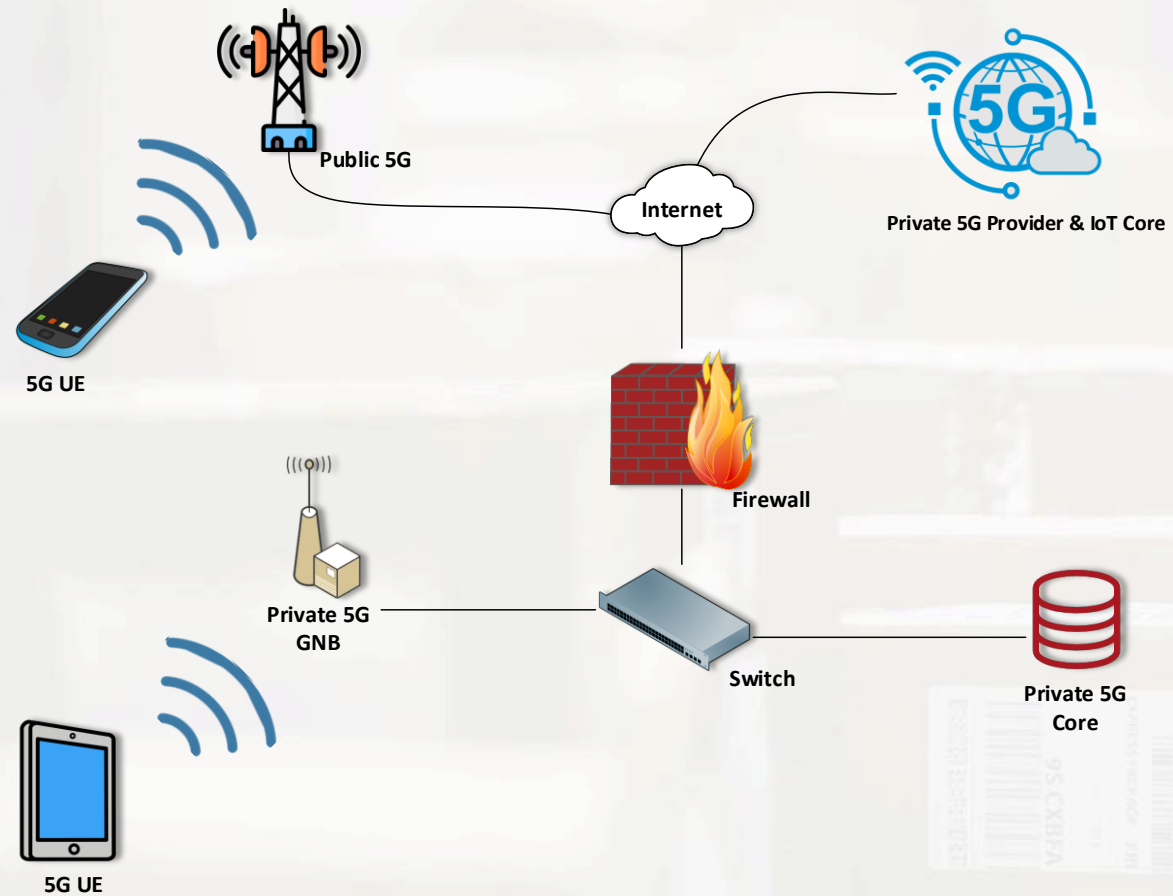 Public 5G
5G
Internet
Private 5G Provider & IoT Core
5G UE
Firewall
Private 5G
GNB
Switch
Private 5G
Core
5G UE